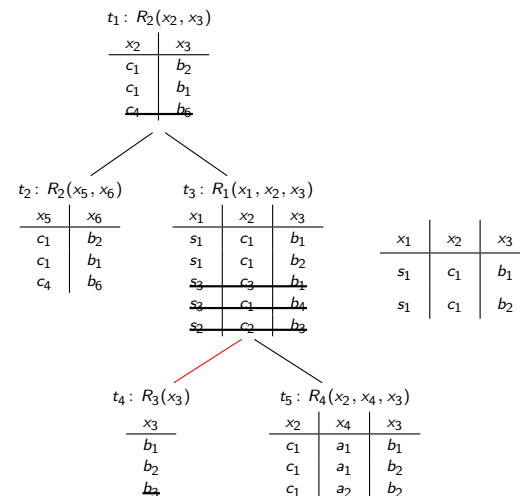 t₁: R₂(x₂, x₃)
x₂ x₃
c₁ b₂
c₁ b₁
c₄ b₆
t₂: R₂(x₅, x₆)
x₅ x₆
c₁ b₂
c₁ b₁
c₄ b₆
t₃: R₁(x₁, x₂, x₃)
x₁ x₂ x₃
s₁ c₁ b₁
s₁ c₁ b₂
s₃ c₃ b₁
s₃ c₁ b₄
s₂ c₂ b₃
x₁ x₂ x₃
s₁ c₁ b₁
s₁ c₁ b₂
t₄: R₃(x₃)
x₃
b₁
b₂
b₃
t₅: R₄(x₂, x₄, x₃)
x₂ x₄ x₃
c₁ a₁ b₁
c₁ a₁ b₂
c₁ a₂ b₂